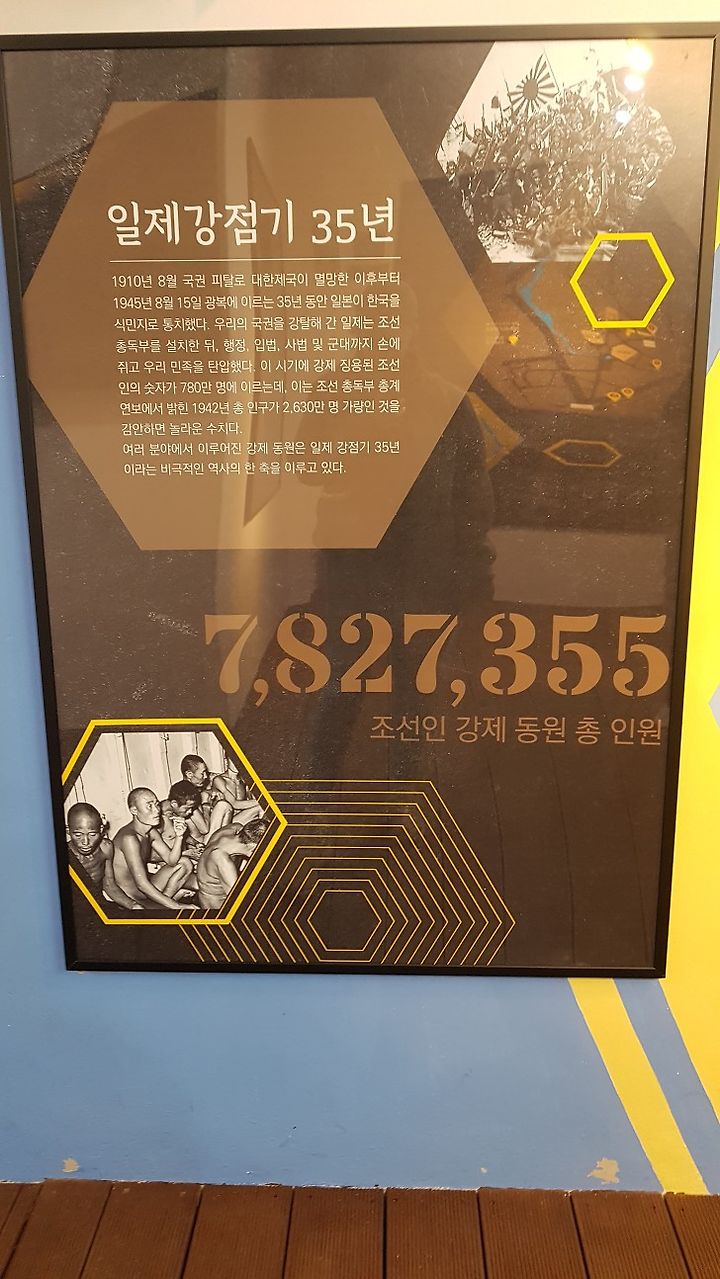 일제강점기 35년
1910년 8월 국권 피탈로 대한제국이 멸망한 이후부터
1945년 8월 15일 광복에 이르는 35년 동안 일본이 한국을
식민지로 통치했다. 우리의 국권을 강탈해 간 일제는 조선
총독부를 설치한 뒤, 행정, 입법, 사법 및 군대까지 손에
쥐고 우리 민족을 탄압했다. 이 시기에 강제 징용된 조선
인의 숫자가 780만 명에 이르는데, 이는 조선 총독부 총계
연보에서 밝힌 1942년 총 인구가 2,630만 명 가량인 것을
감안하면 놀라운 수치다.
여러 분야에서 이루어진 강제 동원은 일제 강점기 35년
이라는 비극적인 역사의 한 축을 이루고 있다.
7,827,355
조선인 강제 동원 총 인원